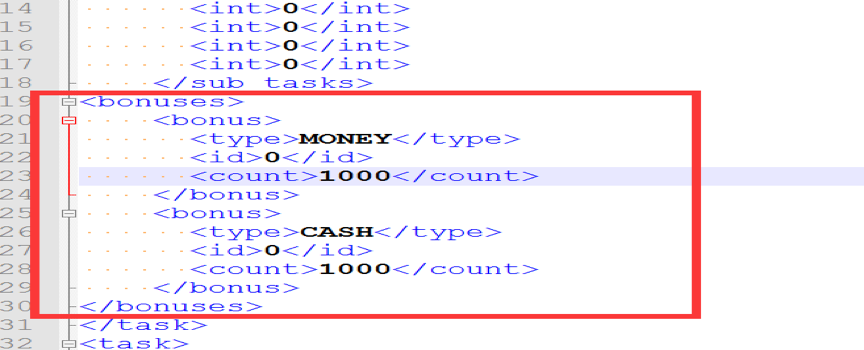 14 <int>0</int>
15 <int>0</int>
16 <int>0</int>
17 <int>0</int>
18 </sub tasks>
19 <bonuses>
20 <bonus>
21 <type>MONEY</type>
22 <id>0</id>
23 <count>1000</count>
24 </bonus>
25 <bonus>
26 <type>CASH</type>
27 <id>0</id>
28 <count>1000</count>
29 </bonus>
30 </bonuses>
31 </task>
32 <task>